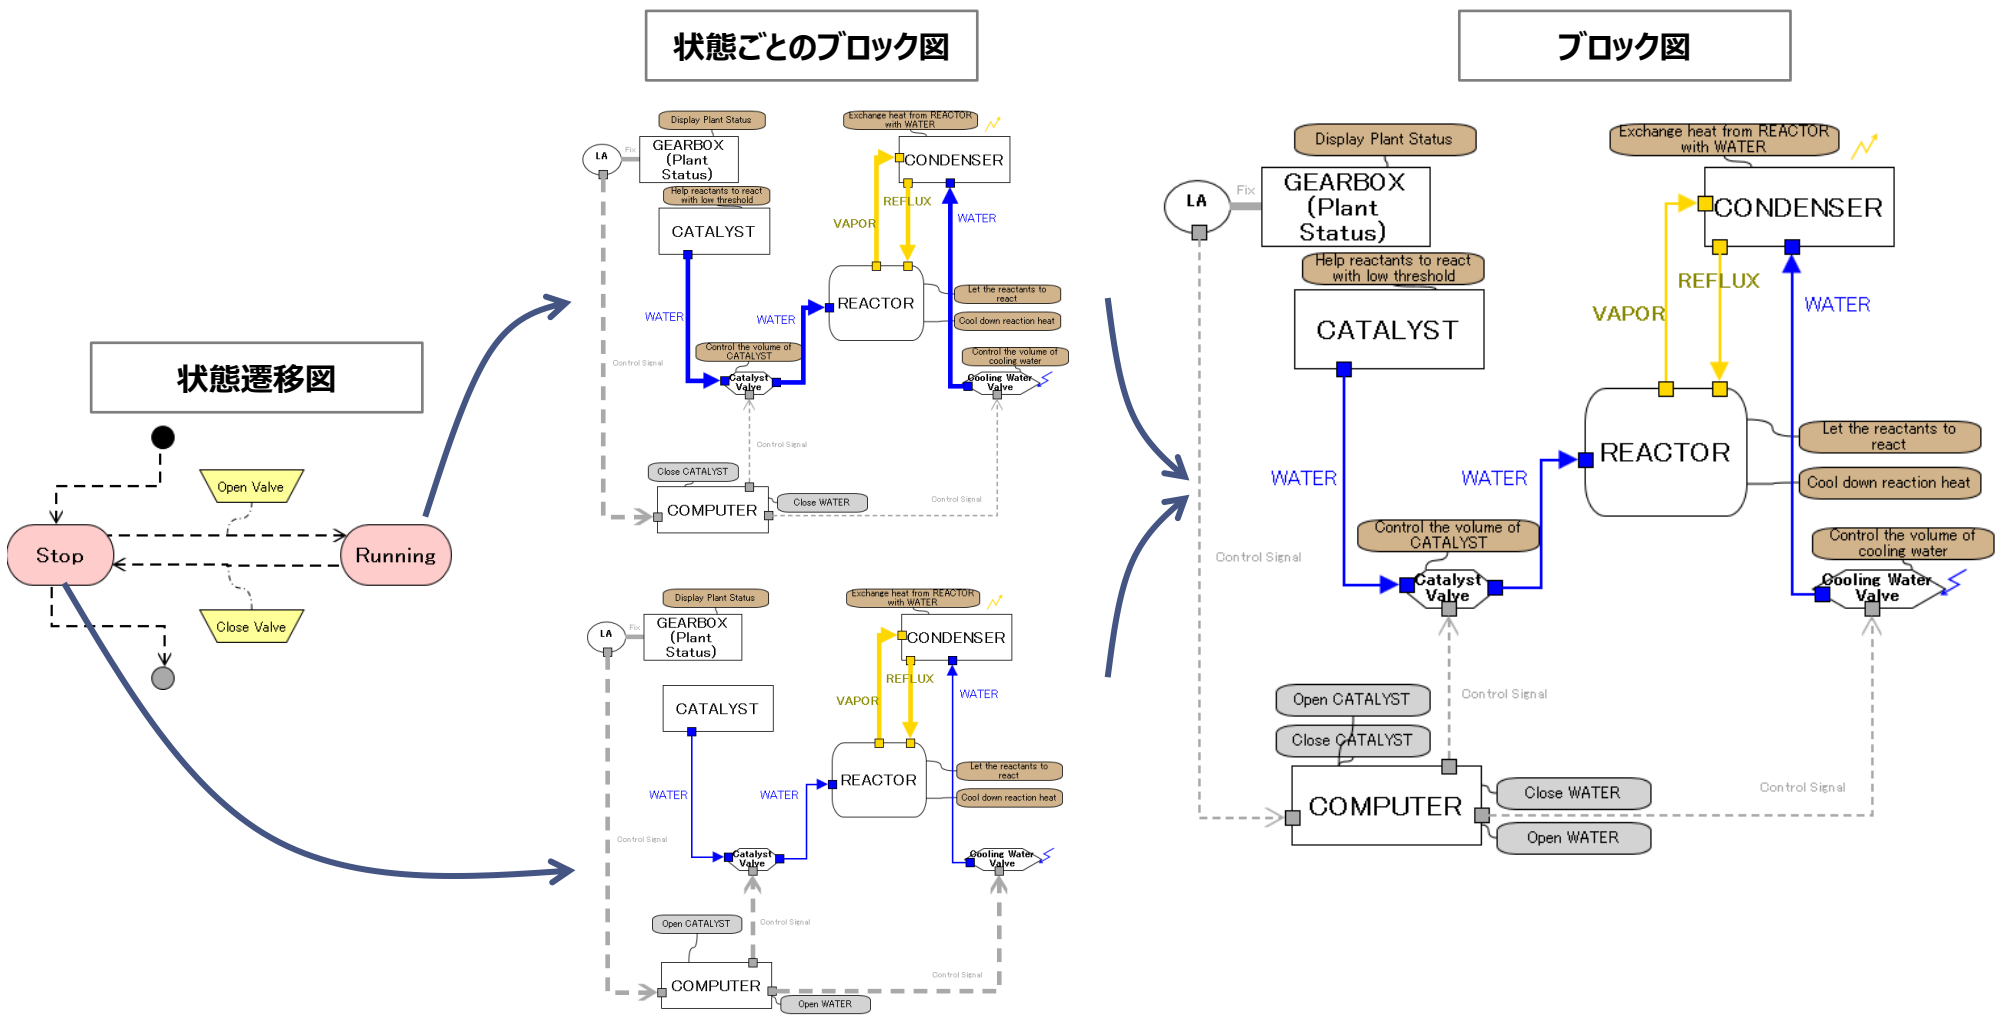 状態遷移図
Open Valve
Stop
Running
Close Valve
状態ごとのブロック図
Display Plant Status
Exchange heat from REACTOR
with WATER
LA
Fix
GEARBOX
(Plant
Status)
CONDENSER
Help reactants to react
with low threshold
REFLUX
CATALYST
VAPOR
WATER
Let the reactants to
react
REACTOR
WATER
WATER
Cool down reaction heat
Control the volume of
CATALYST
Control the volume of
cooling water
Control Signal
Catalyst
Valve
Cooling Water
Valve
Control Signal
Close CATALYST
Close WATER
Control Signal
COMPUTER
Display Plant Status
Exchange heat from REACTOR
with WATER
LA
Fix
GEARBOX
(Plant
Status)
CONDENSER
REFLUX
CATALYST
VAPOR
WATER
Let the reactants to
react
REACTOR
WATER
WATER
Cool down reaction heat
Control Signal
Catalyst
Valve
Cooling Water
Valve
Open CATALYST
Control Signal
Control Signal
COMPUTER
Open WATER
ブロック図
Display Plant Status
Exchange heat from REACTOR
with WATER
LA
Fix
GEARBOX
(Plant
Status)
CONDENSER
Help reactants to react
with low threshold
REFLUX
VAPOR
WATER
CATALYST
Let the reactants to
react
REACTOR
WATER
WATER
Cool down reaction heat
Control the volume of
CATALYST
Control the volume of
cooling water
Control Signal
Catalyst
Valve
Cooling Water
Valve
Open CATALYST
Control Signal
Close CATALYST
Close WATER
Control Signal
COMPUTER
Open WATER